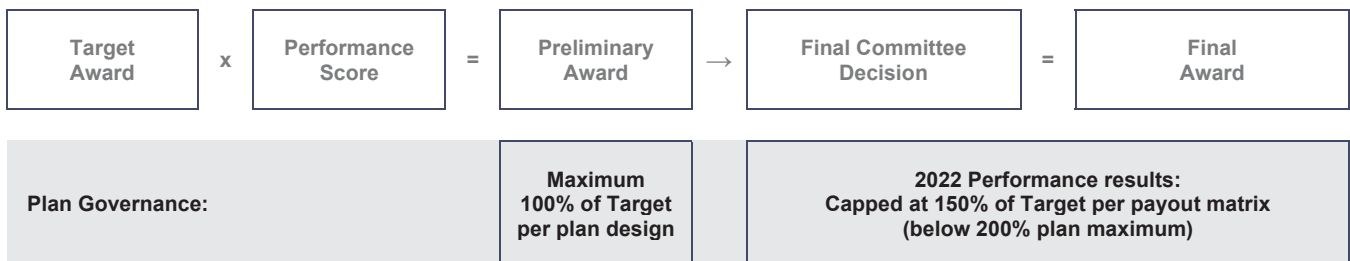 Target
Award
x
Performance
Score
=
Preliminary
Award
→
Final Committee
Decision
=
Final
Award
Plan Governance:
Maximum
100% of Target
per plan design
2022 Performance results:
Capped at 150% of Target per payout matrix
(below 200% plan maximum)